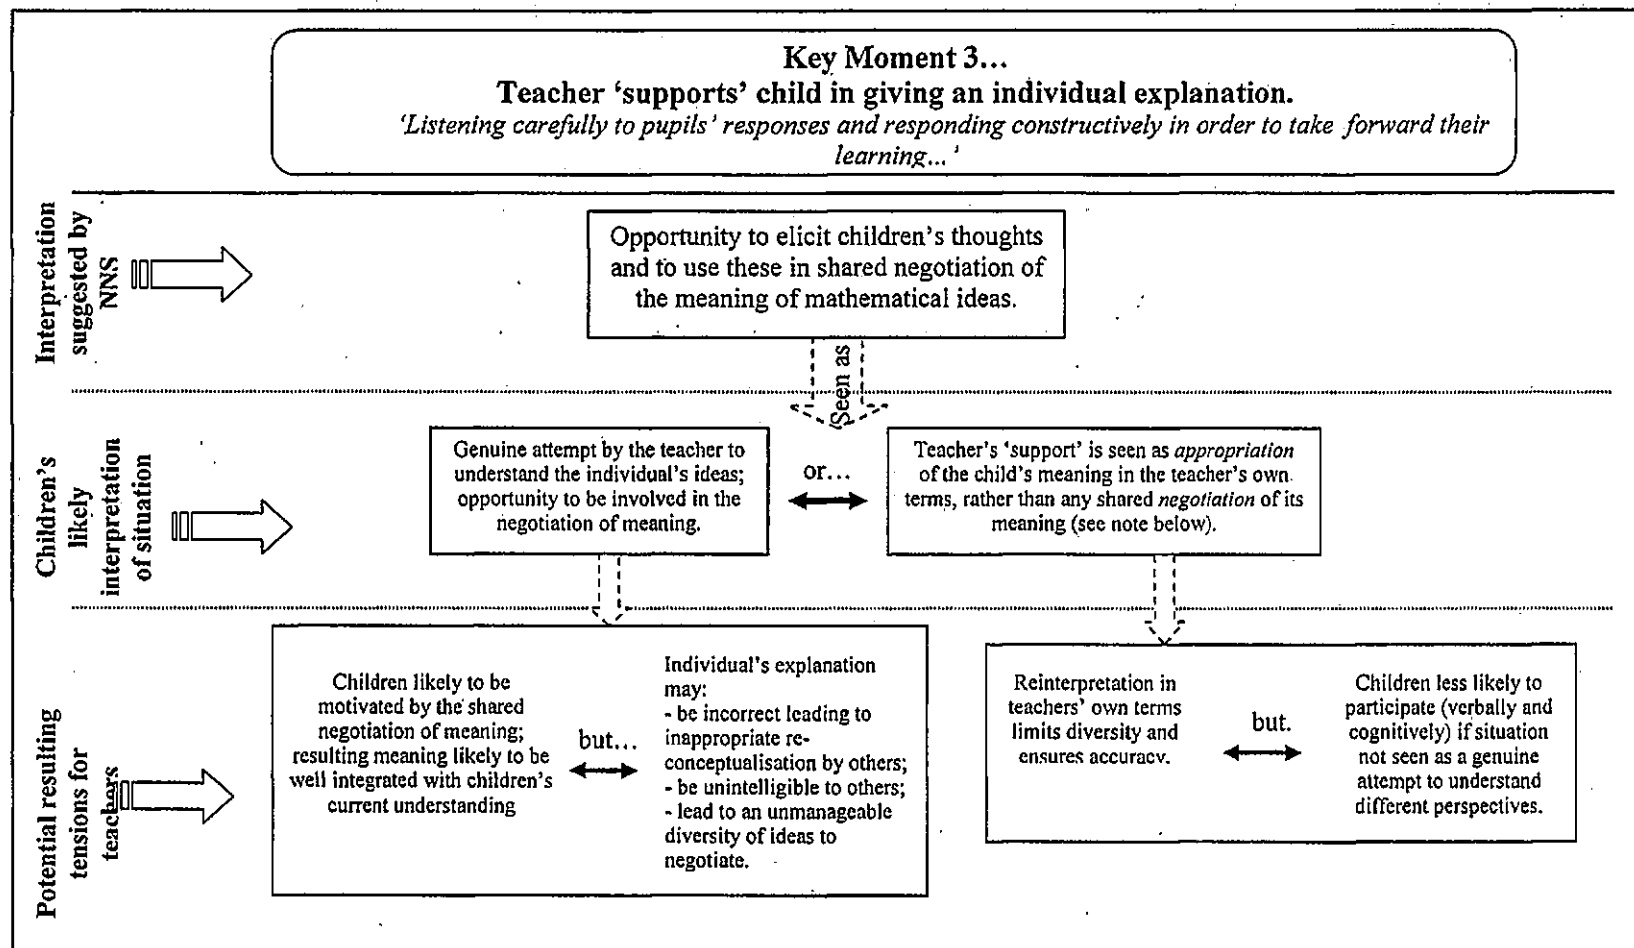 Key Moment 3...
Teacher ‘supports’ child in giving an individual explanation.
‘Listening carefully to pupils’ responses and responding constructively in order to take forward their
learning...’
Interpretation
suggested by
NNS
Opportunity to elicit children’s thoughts
and to use these in shared negotiation of
the meaning of mathematical ideas.
Seen as
Children’s
likely
interpretation
of situation
Genuine attempt by the teacher to
understand the individual’s ideas;
opportunity to be involved in the
negotiation of meaning.
or...
Teacher’s ‘support’ is seen as appropriation
of the child’s meaning in the teacher’s own
terms, rather than any shared negotiation of its
meaning (see note below).
Potential resulting
tensions for
teachers
Children likely to be
motivated by the shared
negotiation of meaning;
resulting meaning likely to be
well integrated with children’s
current understanding
but...
Individual’s explanation
may:
- be incorrect leading to
inappropriate re-
conceptualisation by others;
- be unintelligible to others;
- lead to an unmanageable
diversity of ideas to
negotiate.
Reinterpretation in
teachers’ own terms
limits diversity and
ensures accuracy.
but.
Children less likely to
participate (verbally and
cognitively) if situation
not seen as a genuine
attempt to understand
different perspectives.